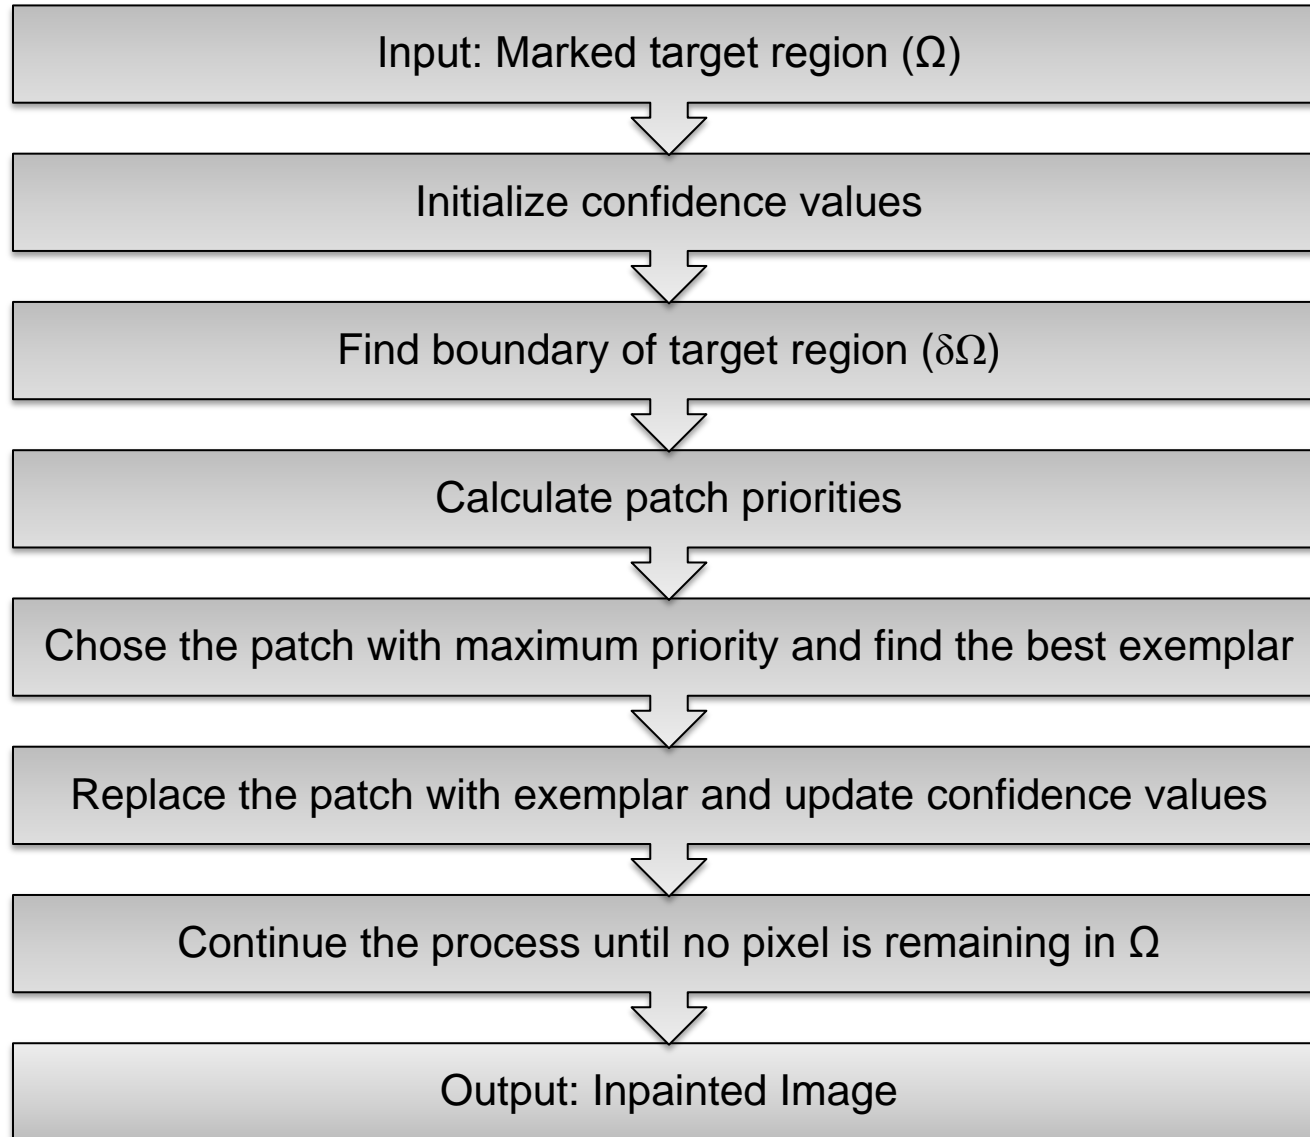 Input: Marked target region (Ω)
Initialize confidence values
Find boundary of target region (δΩ)
Calculate patch priorities
Chose the patch with maximum priority and find the best exemplar
Replace the patch with exemplar and update confidence values
Continue the process until no pixel is remaining in Ω
Output: Inpainted Image